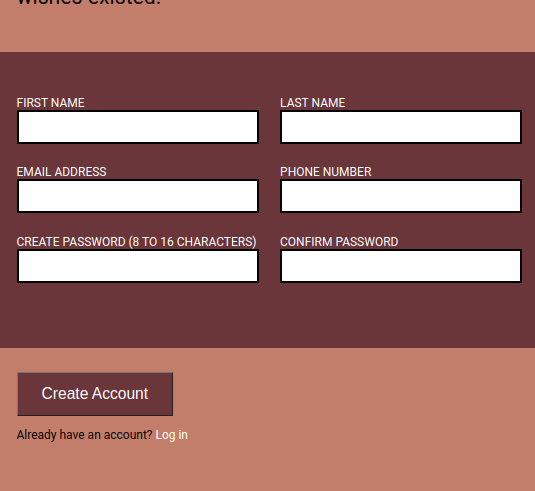 wishes existed.
FIRST NAME
LAST NAME
EMAIL ADDRESS
PHONE NUMBER
CREATE PASSWORD (8 TO 16 CHARACTERS)
CONFIRM PASSWORD
Create Account
Already have an account? Log in